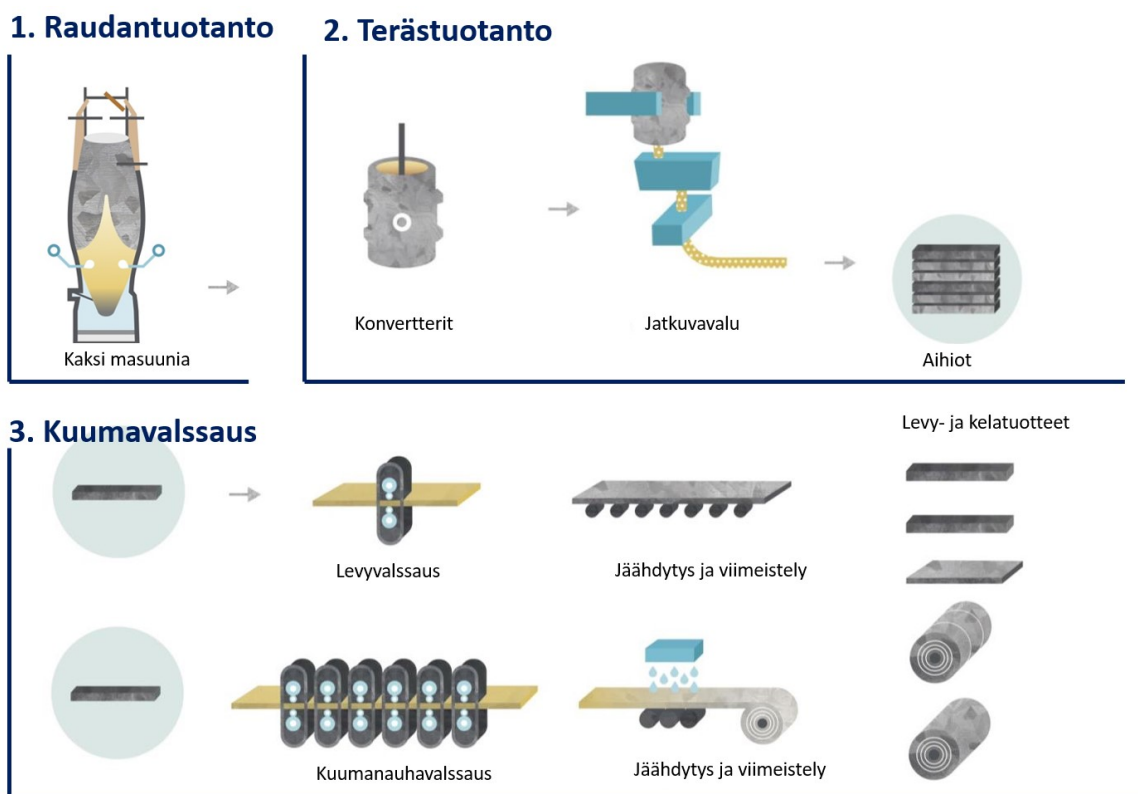 1. Raudantuotanto
2. Terästuotanto
Kaksi masuunia
Konvertterit
Jatkuvavalu
Aihiot
3. Kuumavalssaus
Levy- ja kelatuotteet
Levyvalssaus
Jäähdytys ja viimeistely
Kuumanauhavalssaus
Jäähdytys ja viimeistely